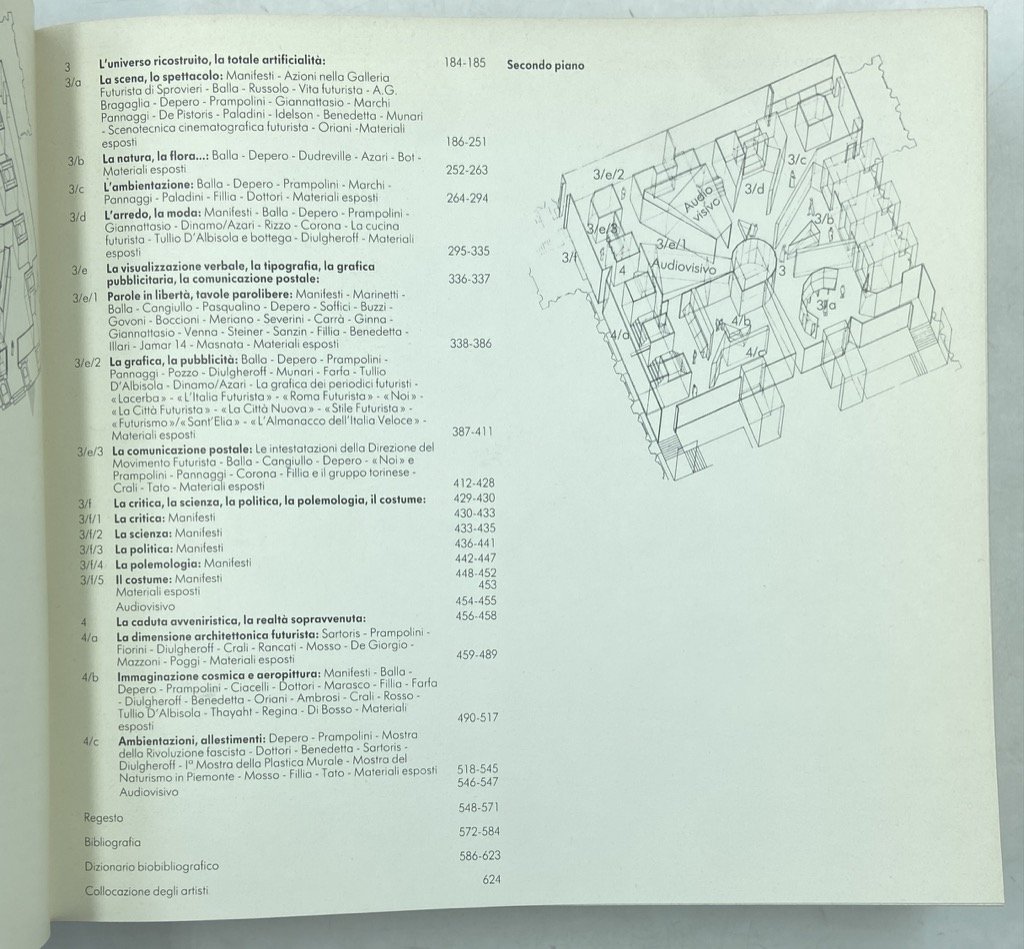 3 L'universo ricostruito, la totale artificialità: 184-185
3/a La scena, lo spettacolo: Manifesti - Azioni nella Galleria
Futurista di Sprovieri - Balla - Russolo - Vita futurista - A.G.
Bragaglia - Depero - Prampolini - Giannattasio - Marchi
Pannaggi - De Pistoris - Paladini - Idelson - Benedetta - Munari
- Scenotecnica cinematografica futurista - Oriani -Materiali
esposti 186-251
3/b La natura, la flora...: Balla - Depero - Dudreville - Azari - Bot -
Materiali esposti 252-263
3/c L'ambientazione: Balla - Depero - Prampolini - Marchi -
Pannaggi - Paladini - Fillia - Dottori - Materiali esposti 264-294
3/d L'arredo, la moda: Manifesti - Balla - Depero - Prampolini -
Giannattasio - Dinamo/Azari - Rizzo - Corona - La cucina
futurista - Tullio D'Albisola e bottega - Diulgheroff - Materiali
esposti 295-335
3/e La visualizzazione verbale, la tipografia, la grafica
pubblicitaria, la comunicazione postale: 336-337
3/e/1 Parole in libertà, tavole parolibere: Manifesti - Marinetti -
Balla - Cangiullo - Pasqualino - Depero - Soffici - Buzzi -
Govoni - Boccioni - Meriano - Severini - Carrà - Ginna -
Giannattasio - Venna - Steiner - Sanzin - Fillia - Benedetta -
Illari - Jamar 14 - Masnata - Materiali esposti 338-386
3/e/2 La grafica, la pubblicità: Balla - Depero - Prampolini -
Pannaggi - Pozzo - Diulgheroff - Munari - Farfa - Tullio
D'Albisola - Dinamo/Azari - La grafica dei periodici futuristi -
«Lacerba» - «L'Italia Futurista» - «Roma Futurista» - «Noi» -
«La Città Futurista» - «La Città Nuova» - «Stile Futurista» -
«Futurismo»/«Sant'Elia» - «L'Almanacco dell'Italia Veloce» -
Materiali esposti 387-411
3/e/3 La comunicazione postale: Le intestatazioni della Direzione del
Movimento Futurista - Balla - Cangiullo - Depero - «Noi» e
Prampolini - Pannaggi - Corona - Fillia e il gruppo torinese -
Crali - Tato - Materiali esposti 412-428
3/f La critica, la scienza, la politica, la polemologia, il costume: 429-430
3/f/1 La critica: Manifesti 430-433
3/f/2 La scienza: Manifesti 433-435
3/f/3 La politica: Manifesti 436-441
3/f/4 La polemologia: Manifesti 442-447
3/f/5 Il costume: Manifesti 448-452
Materiali esposti 453
Audiovisivo 454-455
4 La caduta avveniristica, la realtà sopravvenuta: 456-458
4/a La dimensione architettonica futurista: Sartoris - Prampolini -
Fiorini - Diulgheroff - Crali - Rancati - Mosso - De Giorgio -
Mazzoni - Poggi - Materiali esposti 459-489
4/b Immaginazione cosmica e aeropittura: Manifesti - Balla -
Depero - Prampolini - Ciacelli - Dottori - Marasco - Fillia - Farfa
- Diulgheroff - Benedetta - Oriani - Ambrosi - Crali - Rosso -
Tullio D'Albisola - Thayaht - Regina - Di Bosso - Materiali
esposti 490-517
4/c Ambientazioni, allestimenti: Depero - Prampolini - Mostra
della Rivoluzione fascista - Dottori - Benedetta - Sartoris -
Diulgheroff - Iª Mostra della Plastica Murale - Mostra del
Naturismo in Piemonte - Mosso - Fillia - Tato - Materiali esposti 518-545
Audiovisivo 546-547
Regesto 548-571
Bibliografia 572-584
Dizionario biobibliografico 586-623
Collocazione degli artisti 624
Secondo piano
3/e/2
3/c
Audio
visivo
3/d
3/b
3/e/3
3/f
3/e/1
4
Audiovisivo
3
3/a
4/a
4/b
4/c